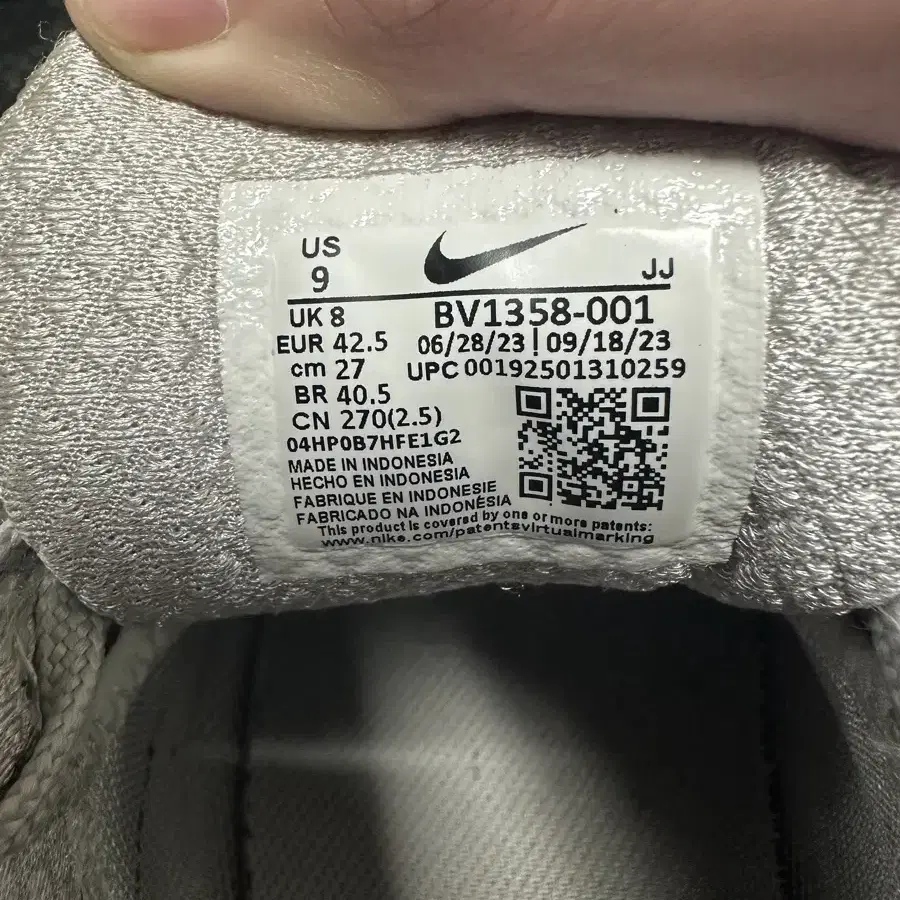 US
9
JJ
UK 8
BV1358-001
EUR 42.5
06/28/23 | 09/18/23
cm 27
UPC 00192501310259
BR 40.5
CN 270(2.5)
04HP0B7HFE1G2
MADE IN INDONESIA
HECHO EN INDONESIA
FABRIQUE EN INDONESIE
FABRICADO NA INDONÉSIA
This product is covered by one or more patents:
www.nike.com/patentsvirtualmarking